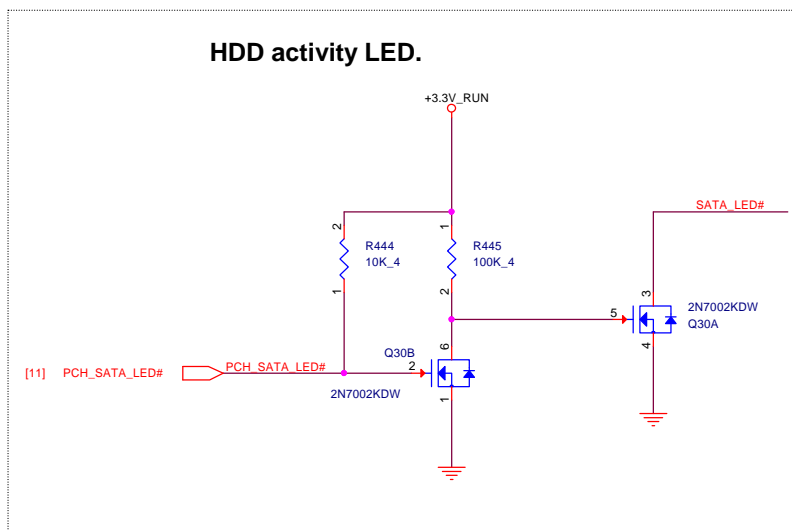 HDD activity LED.
+3.3V_RUN
SATA_LED#
2
1
R444
10K_4
1
2
R445
100K_4
3
5
4
2N7002KDW
Q30A
[11] PCH_SATA_LED#
PCH_SATA_LED#
Q30B
2
6
1
2N7002KDW